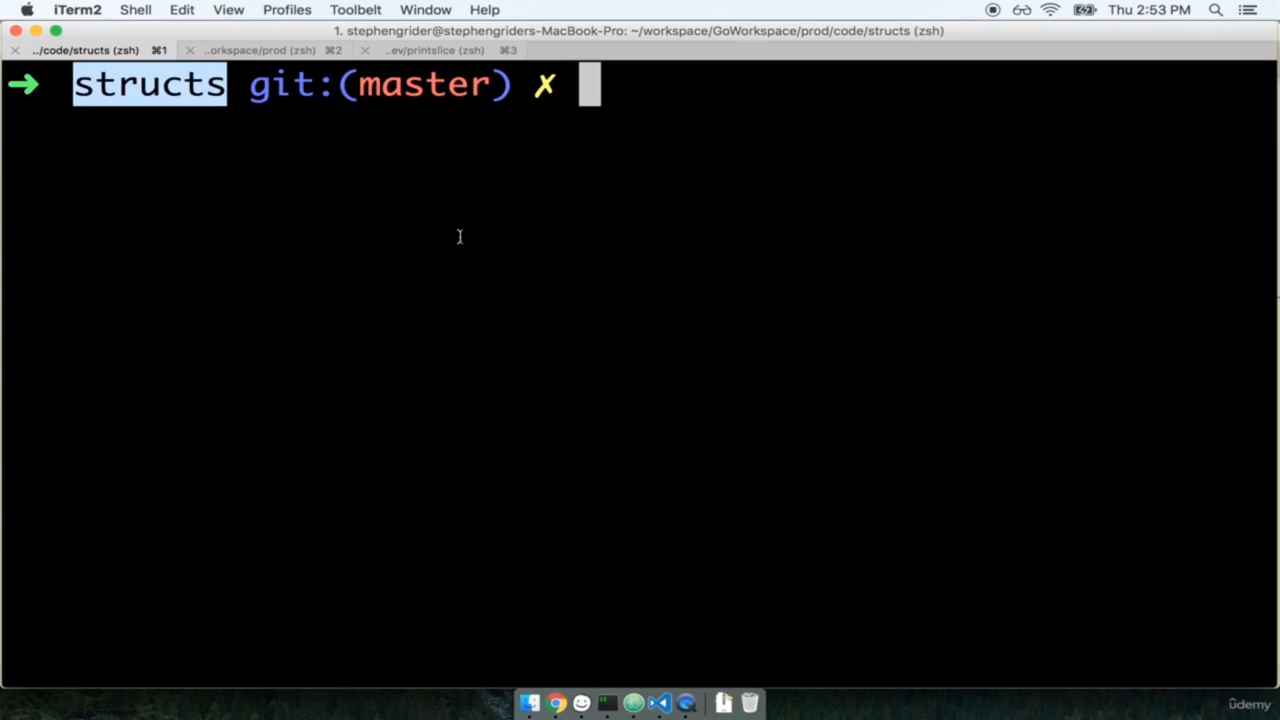 iTerm2 Shell Edit View Profiles Toolbelt Window Help Thu 2:53 PM
1. stephengrider@stephengriders-MacBook-Pro: ~/workspace/GoWorkspace/prod/code/structs (zsh)
../code/structs (zsh) ⌘1 ..orkspace/prod (zsh) ⌘2 ..ev/printslice (zsh) ⌘3
➜ structs git:(master) ✗
ûdemy